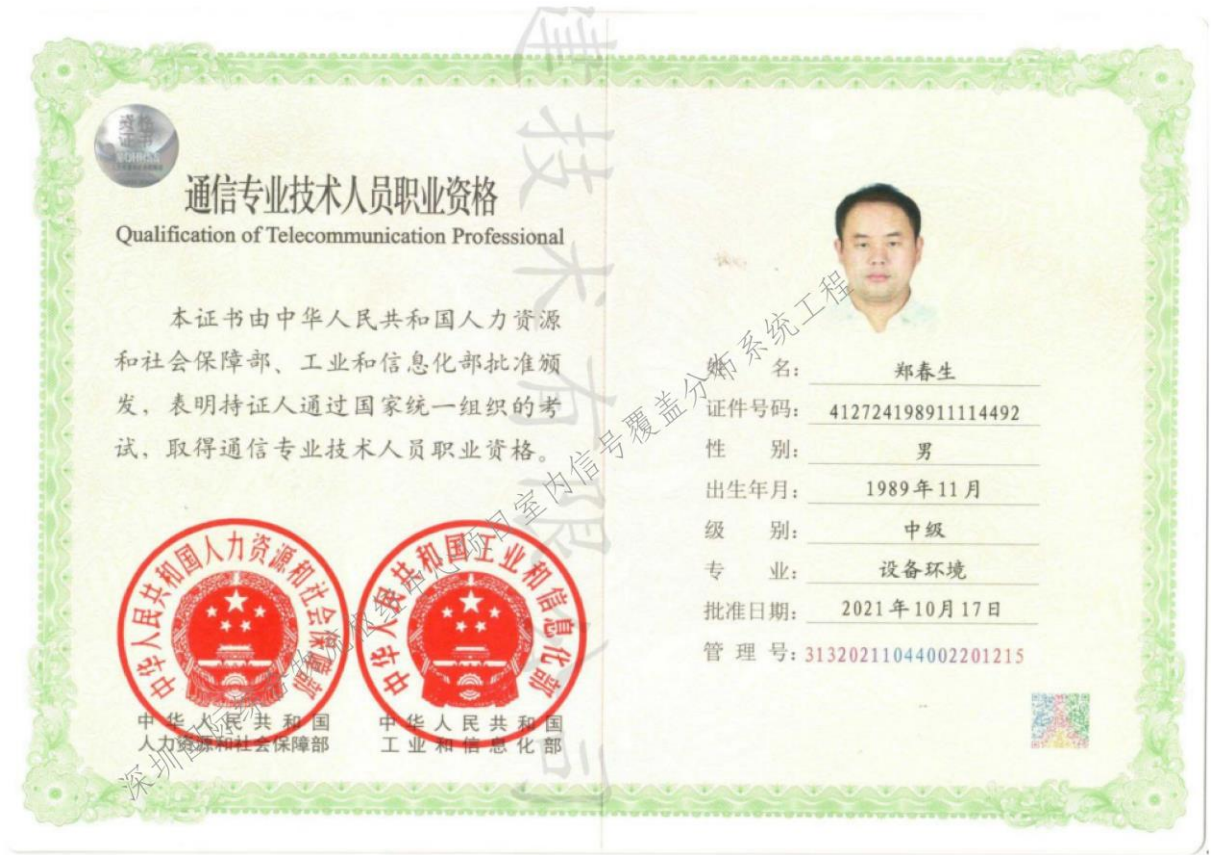 通信专业技术人员职业资格
Qualification of Telecommunication Professional
本证书由中华人民共和国人力资源
和社会保障部、工业和信息化部批准颁
发，表明持证人通过国家统一组织的考
试，取得通信专业技术人员职业资格。
中华人民共和国人力资源和社会保障部
中华人民共和国工业和信息化部
中华人民共和国
人力资源和社会保障部
中华人民共和国
工业和信息化部
姓 名： 郑春生
证件号码： 412724198911114492
性 别： 男
出生年月： 1989年11月
级 别： 中级
专 业： 设备环境
批准日期： 2021年10月17日
管 理 号： 31320211044002201215
建技术有限公司
室内信号覆盖分布系统工程